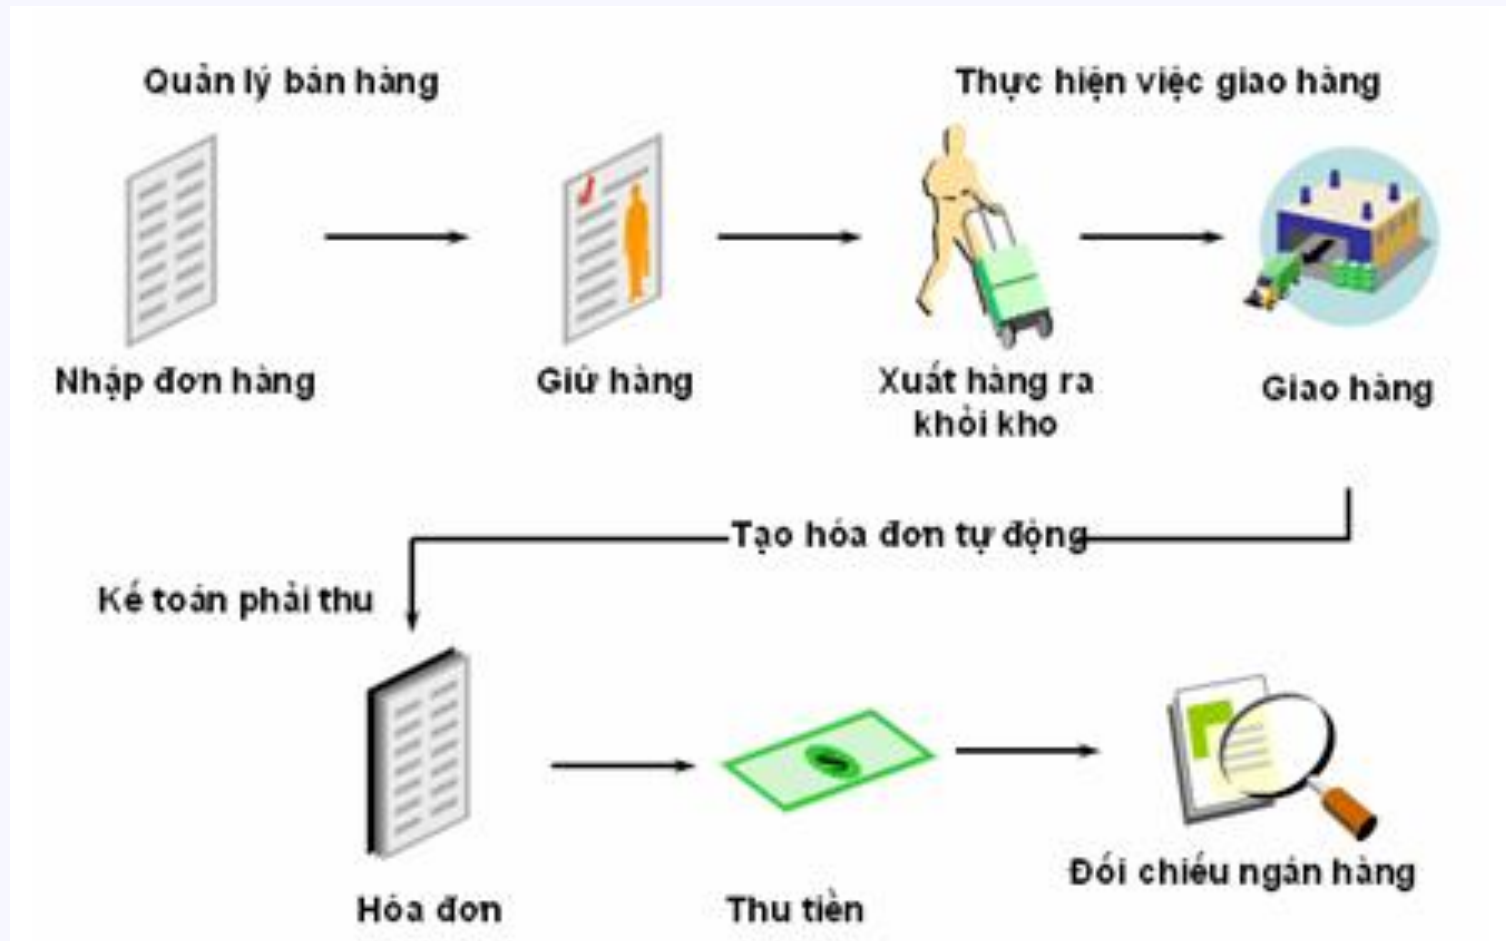 Quản lý bán hàng
Thực hiện việc giao hàng
Nhập đơn hàng
Giữ hàng
Xuất hàng ra
khỏi kho
Giao hàng
Tạo hóa đơn tự động
Kế toán phải thu
Hóa đơn
Thu tiền
Đối chiếu ngân hàng